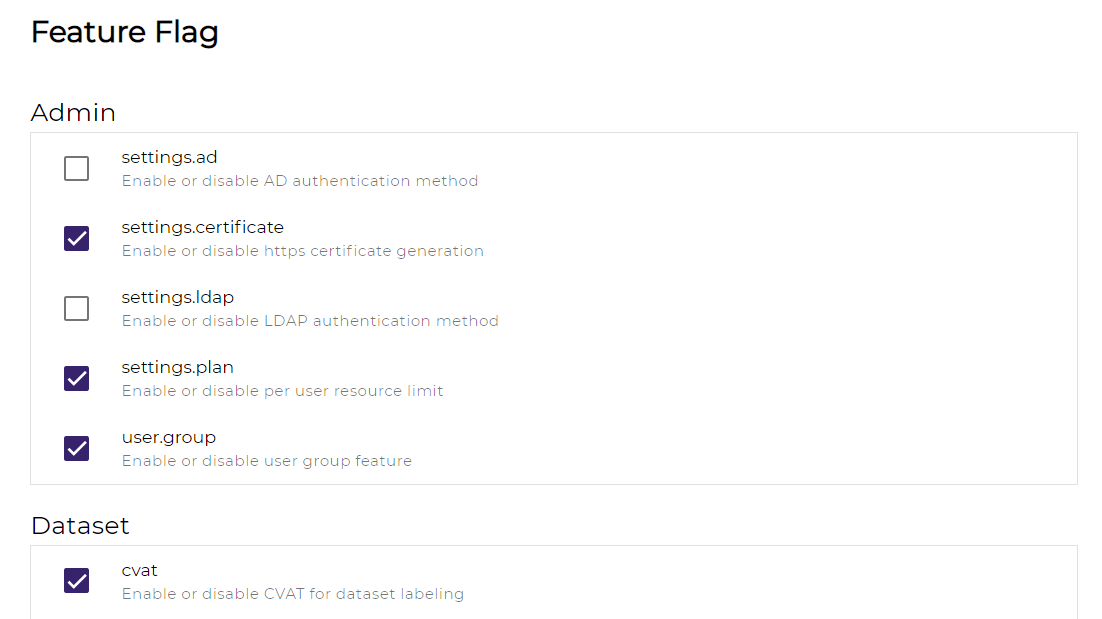 Feature Flag
Admin
settings.ad
Enable or disable AD authentication method
settings.certificate
Enable or disable https certificate generation
settings.ldap
Enable or disable LDAP authentication method
settings.plan
Enable or disable per user resource limit
user.group
Enable or disable user group feature
Dataset
cvat
Enable or disable CVAT for dataset labeling